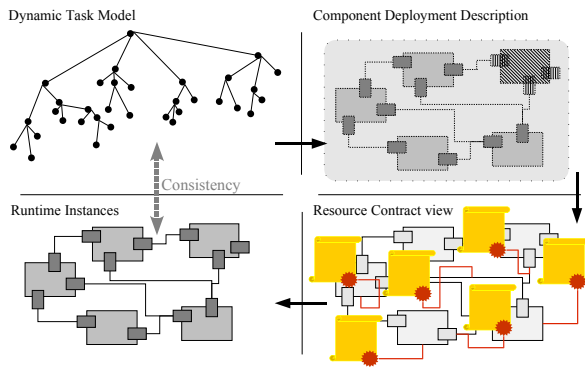 Dynamic Task Model
Component Deployment Description
Consistency
Runtime Instances
Resource Contract view